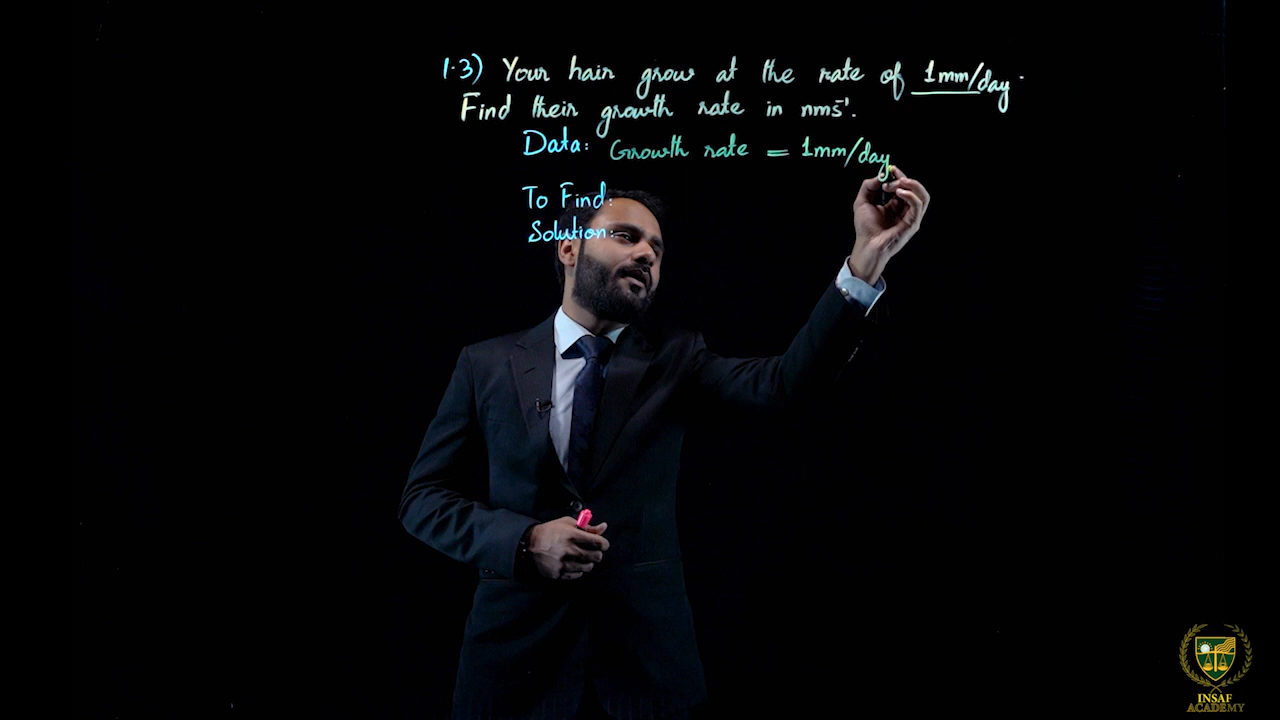 1.3) Your hair grow at the rate of 1mm/day.
Find their growth rate in nms⁻¹.
Data: Growth rate = 1mm/day
To Find:
Solution:
INSAF
ACADEMY